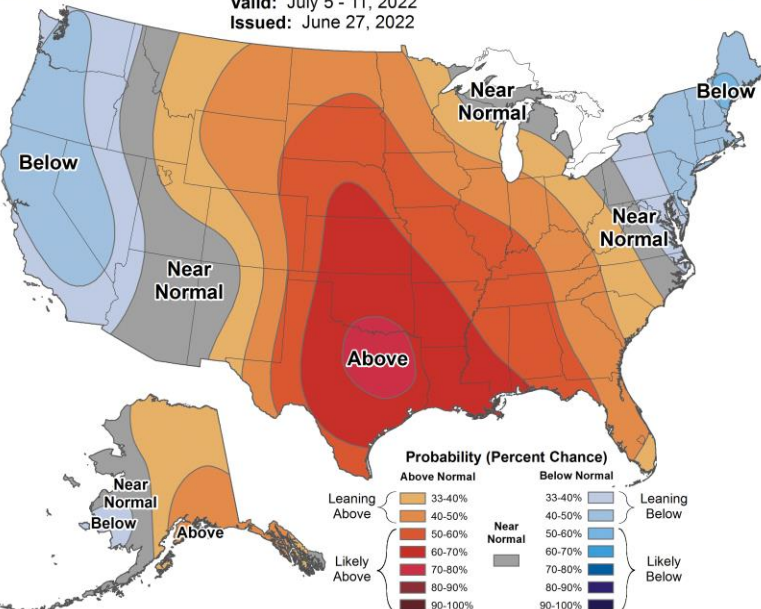 Valid: July 5 - 11, 2022
Issued: June 27, 2022
Near
Normal
Below
Below
Near
Normal
Near
Normal
Above
Near
Normal
Below
Above
Probability (Percent Chance)
Above Normal
Below Normal
Leaning
Above
33-40%
40-50%
Likely
Above
50-60%
60-70%
70-80%
80-90%
90-100%
Near
Normal
33-40%
40-50%
Leaning
Below
50-60%
60-70%
70-80%
80-90%
90-100%
Likely
Below